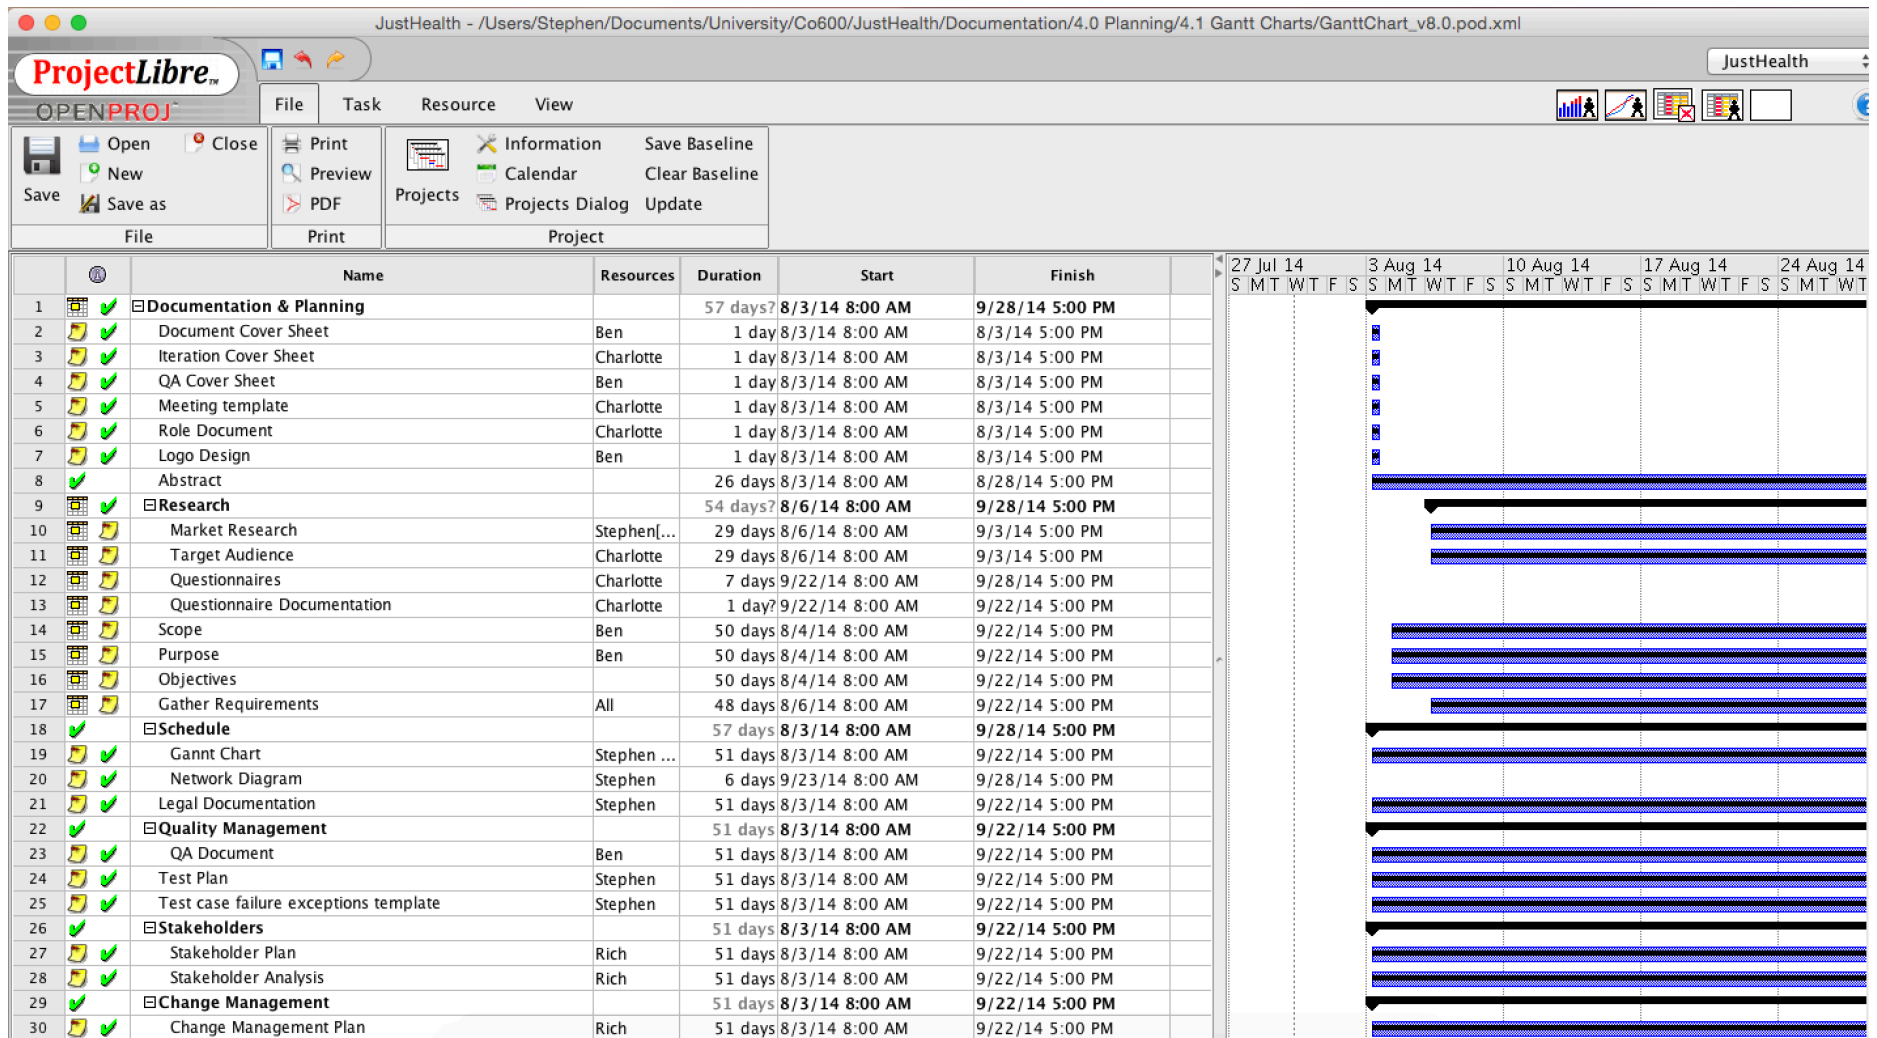 JustHealth - /Users/Stephen/Documents/University/Co600/JustHealth/Documentation/4.0 Planning/4.1 Gantt Charts/GanttChart_v8.0.pod.xml
ProjectLibre™
OPENPROJ
JustHealth
File Task Resource View
Save Open New Save as Close
File
Print Preview PDF
Print
Projects Information Calendar Projects Dialog Save Baseline Clear Baseline Update
Project
Name Resources Duration Start Finish
27 Jul 14 3 Aug 14 10 Aug 14 17 Aug 14 24 Aug 14
S M T W T F S S M T W T F S S M T W T F S S M T W T F S S M T W T
1 Documentation & Planning 57 days? 8/3/14 8:00 AM 9/28/14 5:00 PM
2 Document Cover Sheet Ben 1 day 8/3/14 8:00 AM 8/3/14 5:00 PM
3 Iteration Cover Sheet Charlotte 1 day 8/3/14 8:00 AM 8/3/14 5:00 PM
4 QA Cover Sheet Ben 1 day 8/3/14 8:00 AM 8/3/14 5:00 PM
5 Meeting template Charlotte 1 day 8/3/14 8:00 AM 8/3/14 5:00 PM
6 Role Document Charlotte 1 day 8/3/14 8:00 AM 8/3/14 5:00 PM
7 Logo Design Ben 1 day 8/3/14 8:00 AM 8/3/14 5:00 PM
8 Abstract 26 days 8/3/14 8:00 AM 8/28/14 5:00 PM
9 Research 54 days? 8/6/14 8:00 AM 9/28/14 5:00 PM
10 Market Research Stephen[... 29 days 8/6/14 8:00 AM 9/3/14 5:00 PM
11 Target Audience Charlotte 29 days 8/6/14 8:00 AM 9/3/14 5:00 PM
12 Questionnaires Charlotte 7 days 9/22/14 8:00 AM 9/28/14 5:00 PM
13 Questionnaire Documentation Charlotte 1 day? 9/22/14 8:00 AM 9/22/14 5:00 PM
14 Scope Ben 50 days 8/4/14 8:00 AM 9/22/14 5:00 PM
15 Purpose Ben 50 days 8/4/14 8:00 AM 9/22/14 5:00 PM
16 Objectives 50 days 8/4/14 8:00 AM 9/22/14 5:00 PM
17 Gather Requirements All 48 days 8/6/14 8:00 AM 9/22/14 5:00 PM
18 Schedule 57 days 8/3/14 8:00 AM 9/28/14 5:00 PM
19 Gannt Chart Stephen ... 51 days 8/3/14 8:00 AM 9/22/14 5:00 PM
20 Network Diagram Stephen 6 days 9/23/14 8:00 AM 9/28/14 5:00 PM
21 Legal Documentation Stephen 51 days 8/3/14 8:00 AM 9/22/14 5:00 PM
22 Quality Management 51 days 8/3/14 8:00 AM 9/22/14 5:00 PM
23 QA Document Ben 51 days 8/3/14 8:00 AM 9/22/14 5:00 PM
24 Test Plan Stephen 51 days 8/3/14 8:00 AM 9/22/14 5:00 PM
25 Test case failure exceptions template Stephen 51 days 8/3/14 8:00 AM 9/22/14 5:00 PM
26 Stakeholders 51 days 8/3/14 8:00 AM 9/22/14 5:00 PM
27 Stakeholder Plan Rich 51 days 8/3/14 8:00 AM 9/22/14 5:00 PM
28 Stakeholder Analysis Rich 51 days 8/3/14 8:00 AM 9/22/14 5:00 PM
29 Change Management 51 days 8/3/14 8:00 AM 9/22/14 5:00 PM
30 Change Management Plan Rich 51 days 8/3/14 8:00 AM 9/22/14 5:00 PM